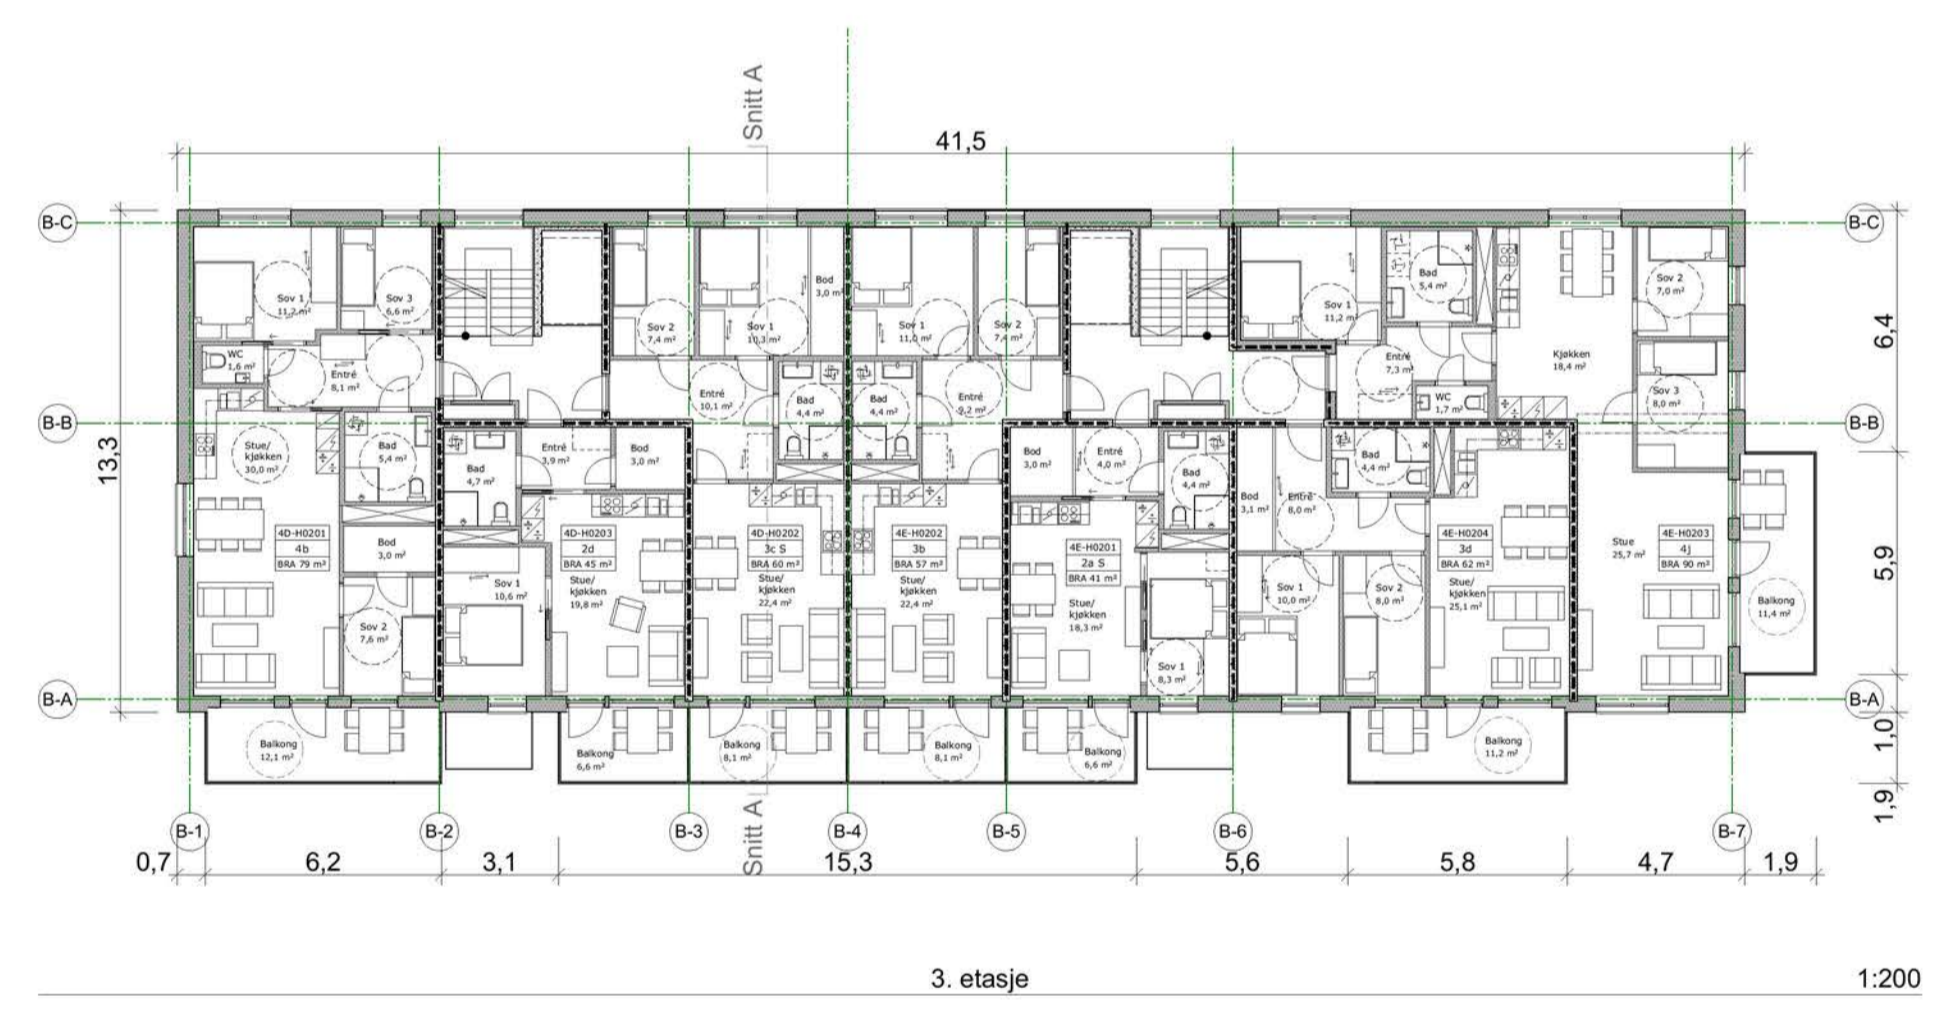 Snitt A
41,5
B-C
B-C
Sov 1
11,2 m²
Sov 3
6,6 m²
WC
1,6 m²
Entré
8,1 m²
Sov 2
7,4 m²
Sov 1
10,3 m²
Bod
3,0 m²
Sov 1
11,0 m²
Sov 2
Entré
10,1 m²
Bad
4,4 m²
Bad
4,4 m²
Entré
9,2 m²
Sov 1
11,2 m²
Bad
5,4 m²
Entré
7,3 m²
WC
1,7 m²
Kjøkken
18,4 m²
Sov 2
7,0 m²
Sov 3
8,0 m²
6,4
B-B
B-B
13,3
Stue/
kjøkken
30,0 m²
Bad
5,4 m²
Bod
3,0 m²
4D-H0201
4b
BRA 79 m²
Sov 2
7,6 m²
Bad
4,7 m²
Entré
3,9 m²
Bod
3,0 m²
4D-H0203
2d
BRA 45 m²
Stue/
kjøkken
19,8 m²
Sov 1
10,6 m²
4D-H0202
3c S
BRA 60 m²
Stue/
kjøkken
22,4 m²
4E-H0202
3b
BRA 57 m²
Stue/
kjøkken
22,4 m²
Bod
3,0 m²
Entré
4,0 m²
Bad
4,4 m²
4E-H0201
2a S
BRA 41 m²
Stue/
kjøkken
18,3 m²
Sov 1
8,3 m²
Bod
3,1 m²
Entré
8,0 m²
Bad
4,4 m²
Sov 1
10,0 m²
Sov 2
8,0 m²
4E-H0204
3d
BRA 62 m²
Stue/
kjøkken
25,1 m²
Stue
25,7 m²
4E-H0203
4j
BRA 90 m²
Balkong
11,4 m²
5,9
B-A
B-A
Balkong
12,1 m²
Balkong
6,6 m²
Balkong
8,1 m²
Balkong
8,1 m²
Balkong
6,6 m²
Balkong
11,2 m²
1,0
1,9
B-1
B-2
B-3
B-4
B-5
B-6
B-7
Snitt A
0,7
6,2
3,1
15,3
5,6
5,8
4,7
1,9
3. etasje
1:200